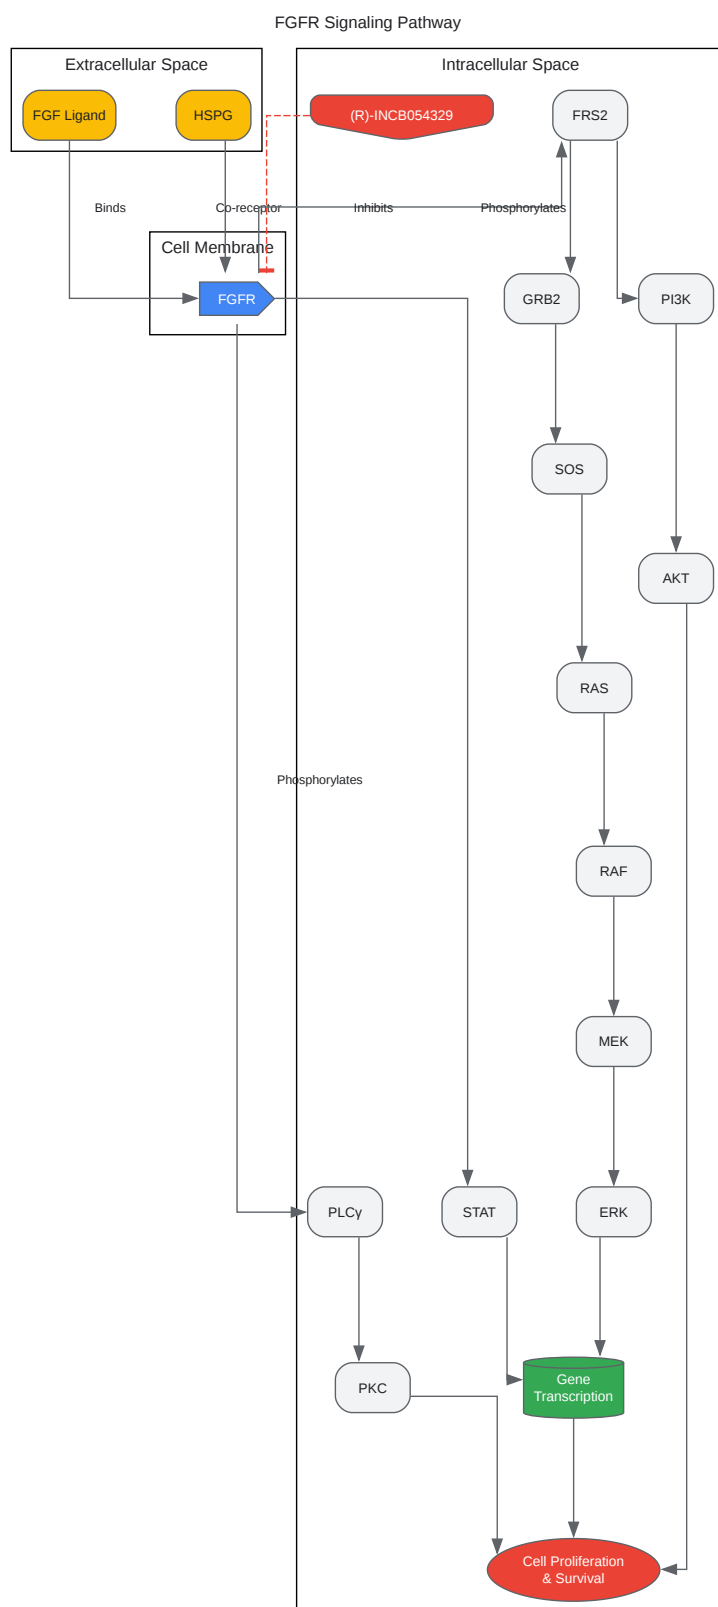 FGFR Signaling Pathway
Extracellular Space
Intracellular Space
FGF Ligand
HSPG
(R)-INCB054329
FRS2
Binds
Co-receptor
Inhibits
Phosphorylates
Cell Membrane
FGFR
GRB2
PI3K
SOS
AKT
RAS
Phosphorylates
RAF
MEK
PLCγ
STAT
ERK
PKC
Gene
Transcription
Cell Proliferation
& Survival